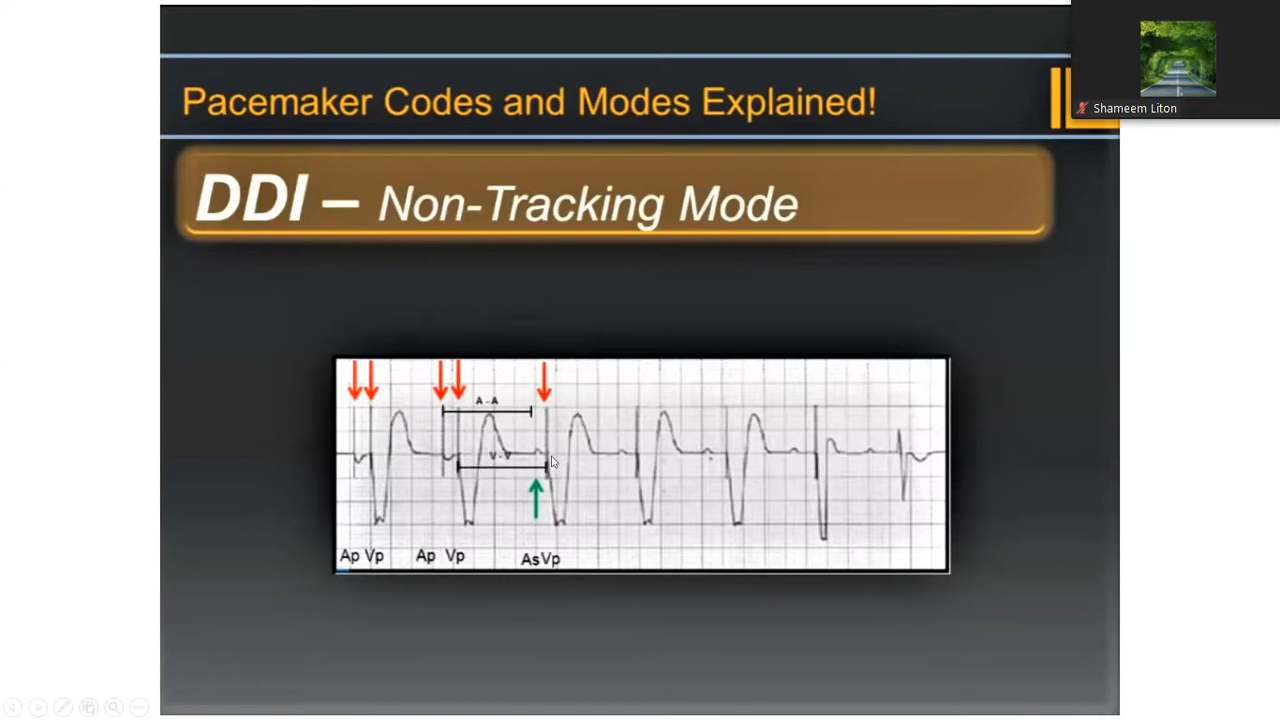 Pacemaker Codes and Modes Explained!
Shameem Liton
DDI – Non-Tracking Mode
A - A
V - V
Ap Vp Ap Vp AsVp